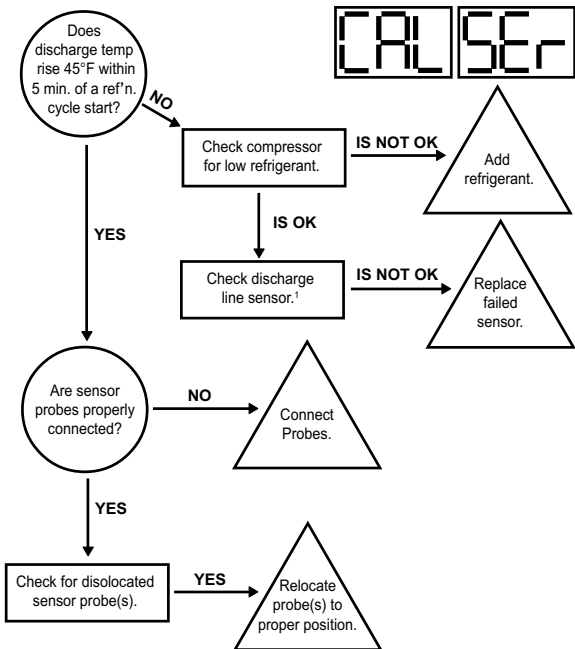 Does
discharge temp
rise 45°F within
5 min. of a ref'n.
cycle start?
CAL SEr
NO
Check compressor
for low refrigerant.
IS NOT OK
Add
refrigerant.
YES
IS OK
Check discharge
line sensor.¹
IS NOT OK
Replace
failed
sensor.
Are sensor
probes properly
connected?
NO
Connect
Probes.
YES
Check for disolocated
sensor probe(s).
YES
Relocate
probe(s) to
proper position.